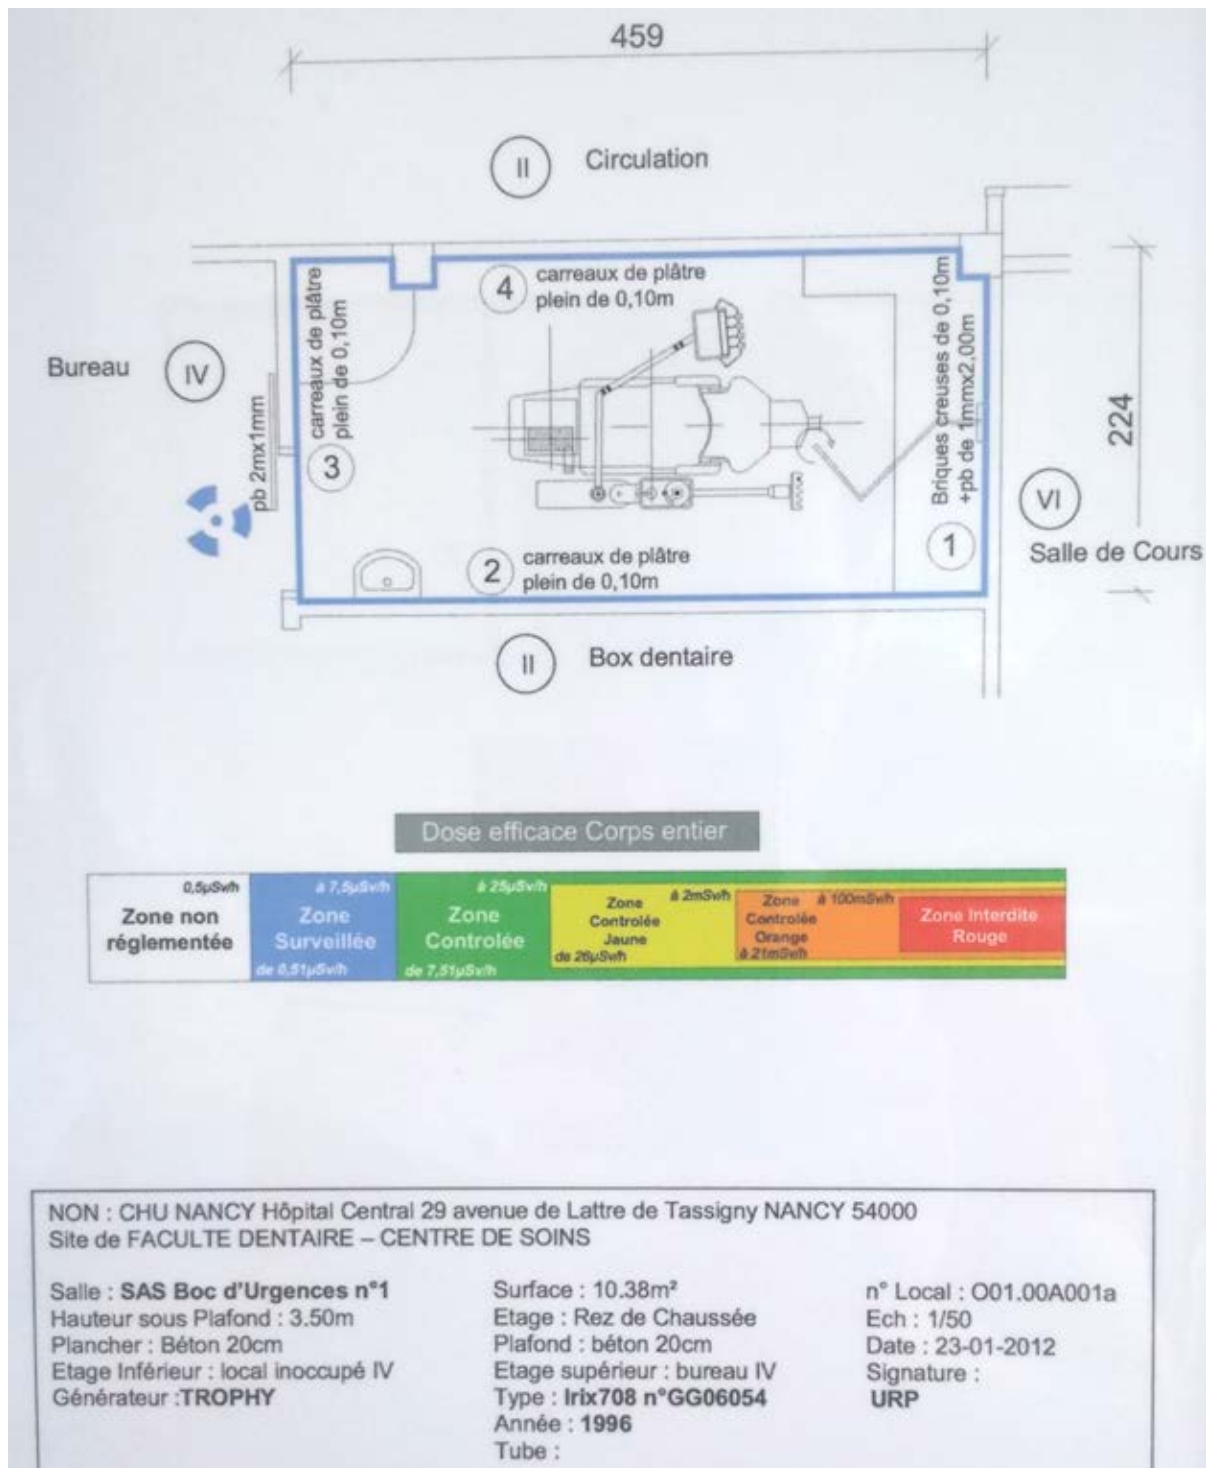 459
II Circulation
4 carreaux de plâtre
plein de 0,10m
carreaux de plâtre
plein de 0,10m
3
Briques creuses de 0,10m
+pb de 1mmx2,00m
1
Bureau IV
pb 2mx1mm
224
VI
Salle de Cours
2 carreaux de plâtre
plein de 0,10m
II Box dentaire
Dose efficace Corps entier
0,5µSv/h
Zone non
réglementée
à 7,5µSv/h
Zone
Surveillée
de 0,51µSv/h
à 25µSv/h
Zone
Controlée
de 7,51µSv/h
à 2mSv/h
Zone
Controlée
Jaune
de 26µSv/h
Zone à 100mSv/h
Controlée
Orange
à 21mSv/h
Zone Interdite
Rouge
NON : CHU NANCY Hôpital Central 29 avenue de Lattre de Tassigny NANCY 54000
Site de FACULTE DENTAIRE – CENTRE DE SOINS
Salle : SAS Boc d'Urgences n°1
Hauteur sous Plafond : 3.50m
Plancher : Béton 20cm
Etage Inférieur : local inoccupé IV
Générateur :TROPHY
Surface : 10.38m²
Etage : Rez de Chaussée
Plafond : béton 20cm
Etage supérieur : bureau IV
Type : Irix708 n°GG06054
Année : 1996
Tube :
n° Local : O01.00A001a
Ech : 1/50
Date : 23-01-2012
Signature :
URP